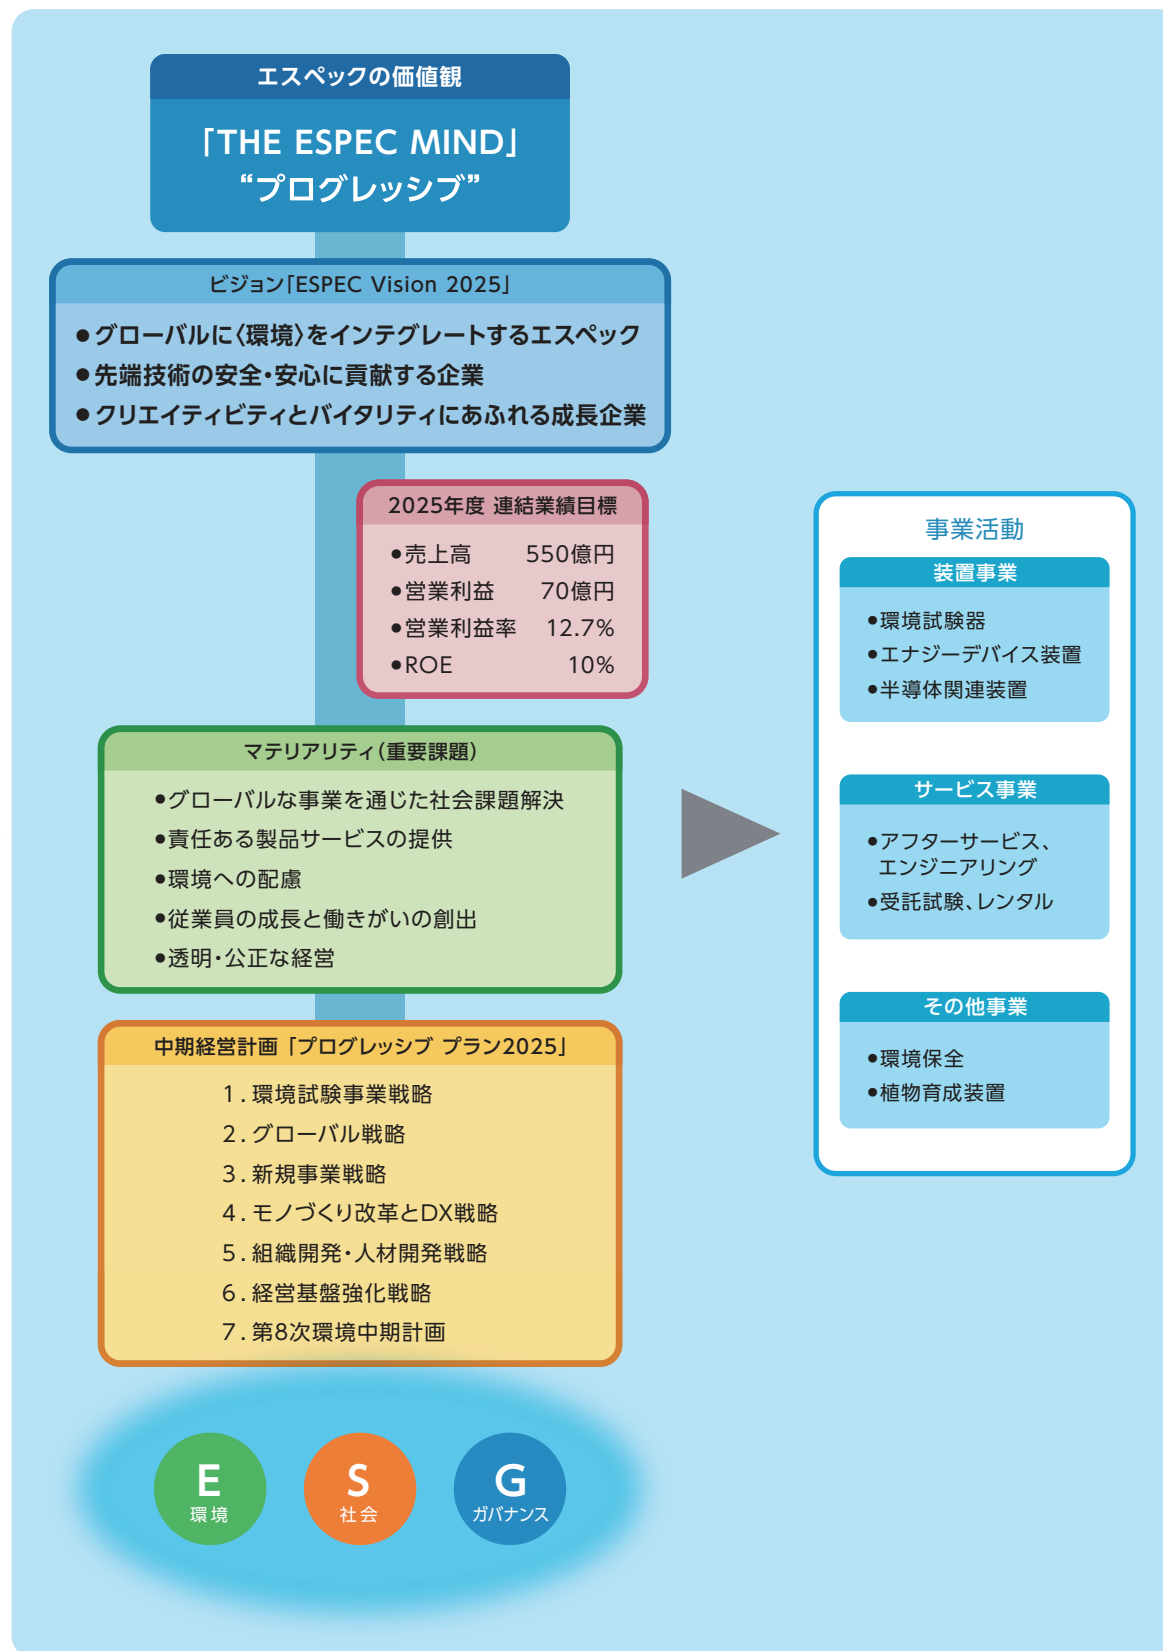 エスペックの価値観
「THE ESPEC MIND」
“プログレッシブ”
ビジョン「ESPEC Vision 2025」
●グローバルに〈環境〉をインテグレートするエスペック
●先端技術の安全・安心に貢献する企業
●クリエイティビティとバイタリティにあふれる成長企業
2025年度 連結業績目標
●売上高 550億円
●営業利益 70億円
●営業利益率 12.7%
●ROE 10%
マテリアリティ(重要課題)
●グローバルな事業を通じた社会課題解決
●責任ある製品サービスの提供
●環境への配慮
●従業員の成長と働きがいの創出
●透明・公正な経営
中期経営計画「プログレッシブ プラン2025」
1. 環境試験事業戦略
2. グローバル戦略
3. 新規事業戦略
4. モノづくり改革とDX戦略
5. 組織開発・人材開発戦略
6. 経営基盤強化戦略
7. 第8次環境中期計画
E
環境
S
社会
G
ガバナンス
事業活動
装置事業
●環境試験器
●エナジーデバイス装置
●半導体関連装置
サービス事業
●アフターサービス、
エンジニアリング
●受託試験、レンタル
その他事業
●環境保全
●植物育成装置